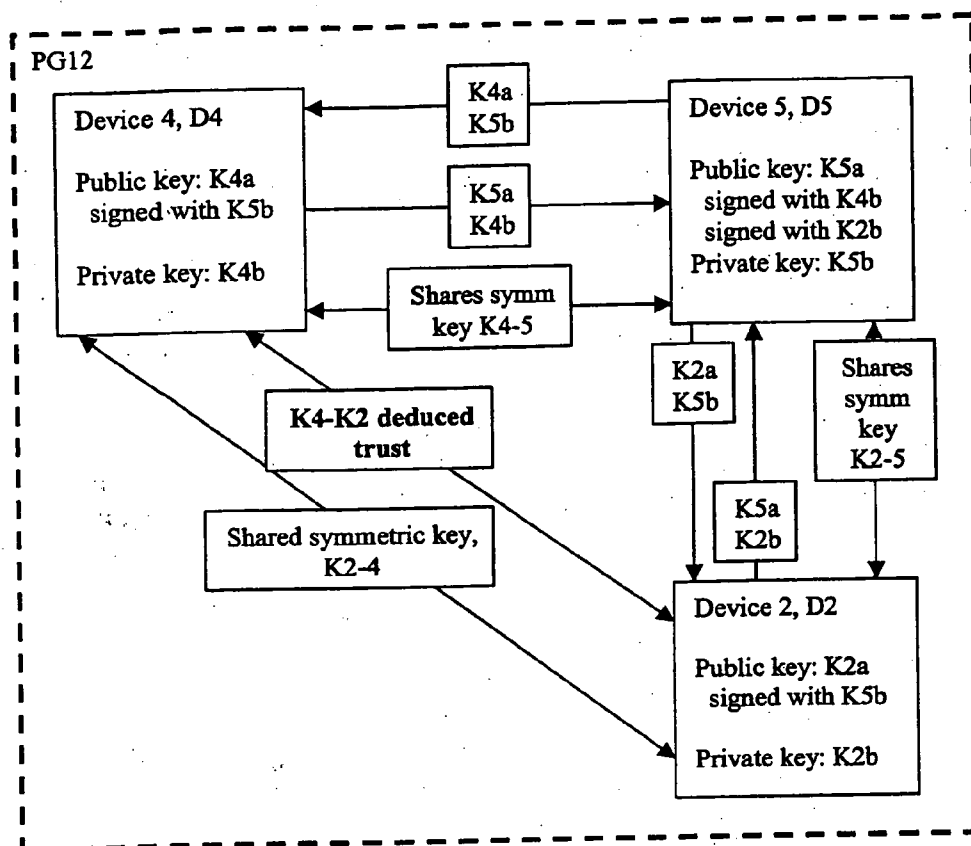 PG12
Device 4, D4
Public key: K4a
signed with K5b
Private key: K4b
K4a
K5b
K5a
K4b
Shares symm
key K4-5
Device 5, D5
Public key: K5a
signed with K4b
signed with K2b
Private key: K5b
K2a
K5b
K5a
K2b
Shares
symm
key
K2-5
K4-K2 deduced
trust
Shared symmetric key,
K2-4
Device 2, D2
Public key: K2a
signed with K5b
Private key: K2b